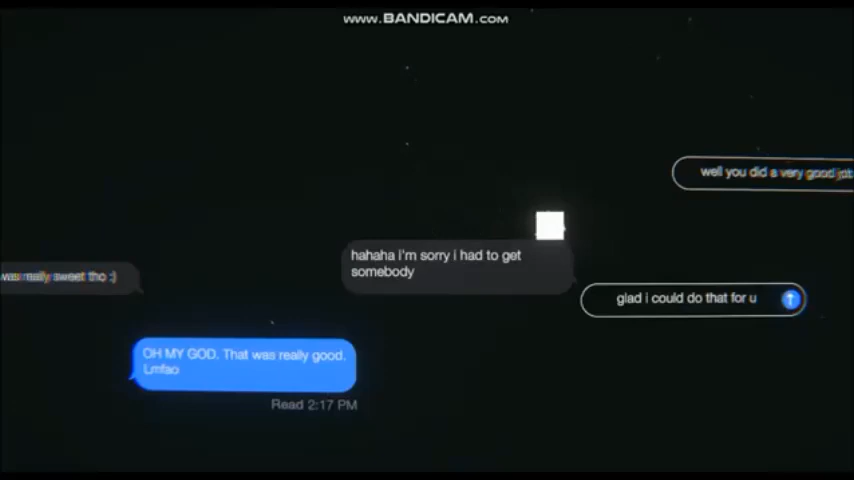 www.BANDICAM.com
well you did a very good
hahaha I'm sorry i had to get
somebody
was really sweet tho :)
glad i could do that for u
OH MY GOD. That was really good.
Lmfao
Read 2:17 PM